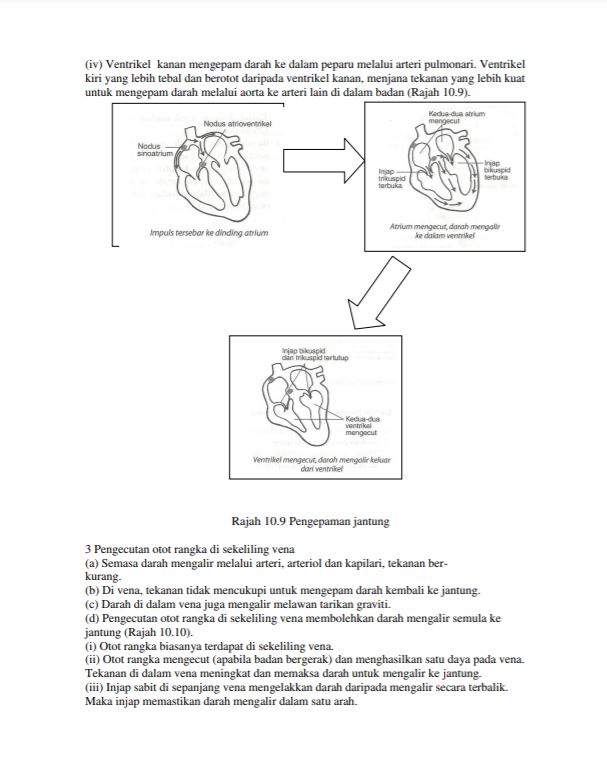 (iv) Ventrikel kanan mengepam darah ke dalam peparu melalui arteri pulmonari. Ventrikel
kiri yang lebih tebal dan berotot daripada ventrikel kanan, menjana tekanan yang lebih kuat
untuk mengepam darah melalui aorta ke arteri lain di dalam badan (Rajah 10.9).
Nodus atrioventrikel
Nodus
sinoatrium
Impuls tersebar ke dinding atrium
Kedua-dua atrium
mengecut
Injap
trikuspid
terbuka
Injap
bikuspid
terbuka
Atrium mengecut, darah mengalir
ke dalam ventrikel
Injap bikuspid
dan trikuspid tertutup
Kedua-dua
ventrikel
mengecut
Ventrikel mengecut, darah mengalir keluar
dari ventrikel
Rajah 10.9 Pengepaman jantung
3 Pengecutan otot rangka di sekeliling vena
(a) Semasa darah mengalir melalui arteri, arteriol dan kapilari, tekanan ber-
kurang.
(b) Di vena, tekanan tidak mencukupi untuk mengepam darah kembali ke jantung.
(c) Darah di dalam vena juga mengalir melawan tarikan graviti.
(d) Pengecutan otot rangka di sekeliling vena membolehkan darah mengalir semula ke
jantung (Rajah 10.10).
(i) Otot rangka biasanya terdapat di sekeliling vena.
(ii) Otot rangka mengecut (apabila badan bergerak) dan menghasilkan satu daya pada vena.
Tekanan di dalam vena meningkat dan memaksa darah untuk mengalir ke jantung.
(iii) Injap sabit di sepanjang vena mengelakkan darah daripada mengalir secara terbalik.
Maka injap memastikan darah mengalir dalam satu arah.